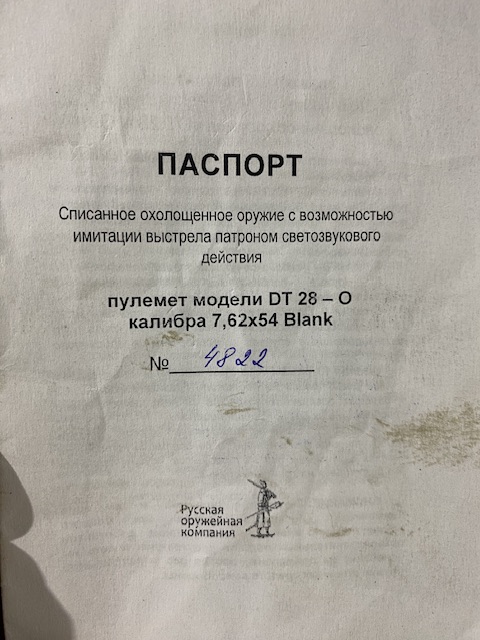 ПАСПОРТ
Списанное охолощенное оружие с возможностью
имитации выстрела патроном светозвукового
действия
пулемет модели DT 28 – О
калибра 7,62х54 Blank
№ 4822
Русская
оружейная
компания